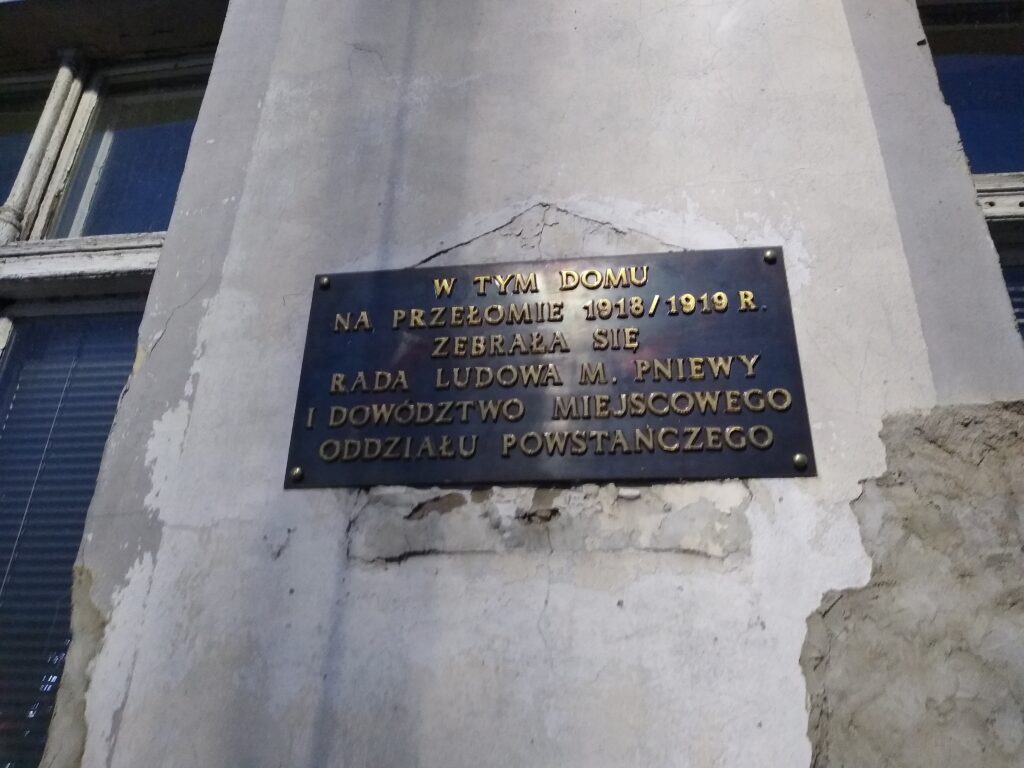 W TYM DOMU
NA PRZEŁOMIE 1918/1919 R.
ZEBRAŁA SIĘ
RADA LUDOWA M. PNIEWY
I DOWÓDZTWO MIEJSCOWEGO
ODDZIAŁU POWSTAŃCZEGO